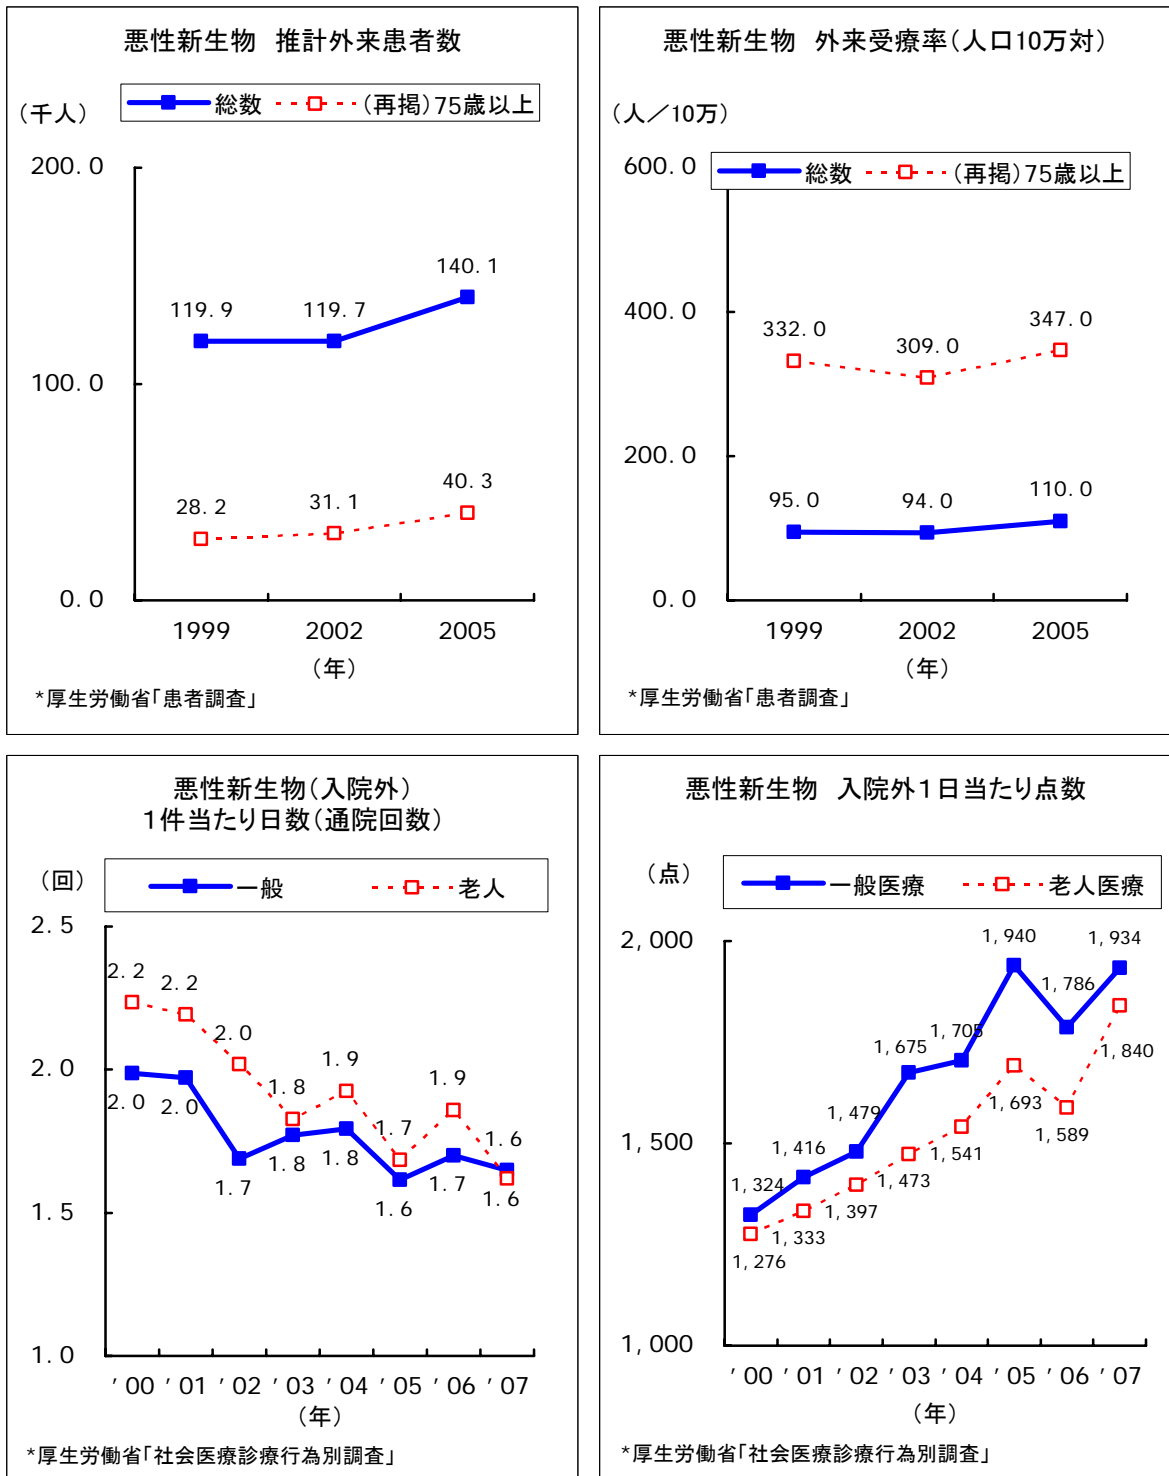 悪性新生物　推計外来患者数
（千人）
総数 （再掲）75歳以上
200.0
140.1
119.9 119.7
100.0
40.3
28.2 31.1
0.0
1999 2002 2005
（年）
*厚生労働省「患者調査」
悪性新生物　外来受療率（人口10万対）
（人／10万）
600.0
総数 （再掲）75歳以上
400.0
332.0 309.0 347.0
200.0
95.0 94.0 110.0
0.0
1999 2002 2005
（年）
*厚生労働省「患者調査」
悪性新生物（入院外）
1件当たり日数（通院回数）
（回）
一般 老人
2.5
2.2 2.2 2.0 1.8 1.9 1.7 1.9 1.6
2.0
2.0 2.0 1.7 1.8 1.8 1.6 1.7 1.6
1.5
1.0
'00 '01 '02 '03 '04 '05 '06 '07
（年）
*厚生労働省「社会医療診療行為別調査」
悪性新生物　入院外1日当たり点数
（点）
一般医療 老人医療
2,000
1,324 1,416 1,479 1,675 1,705 1,940 1,786 1,934
1,500
1,276 1,333 1,397 1,473 1,541 1,693 1,589 1,840
1,000
'00 '01 '02 '03 '04 '05 '06 '07
（年）
*厚生労働省「社会医療診療行為別調査」